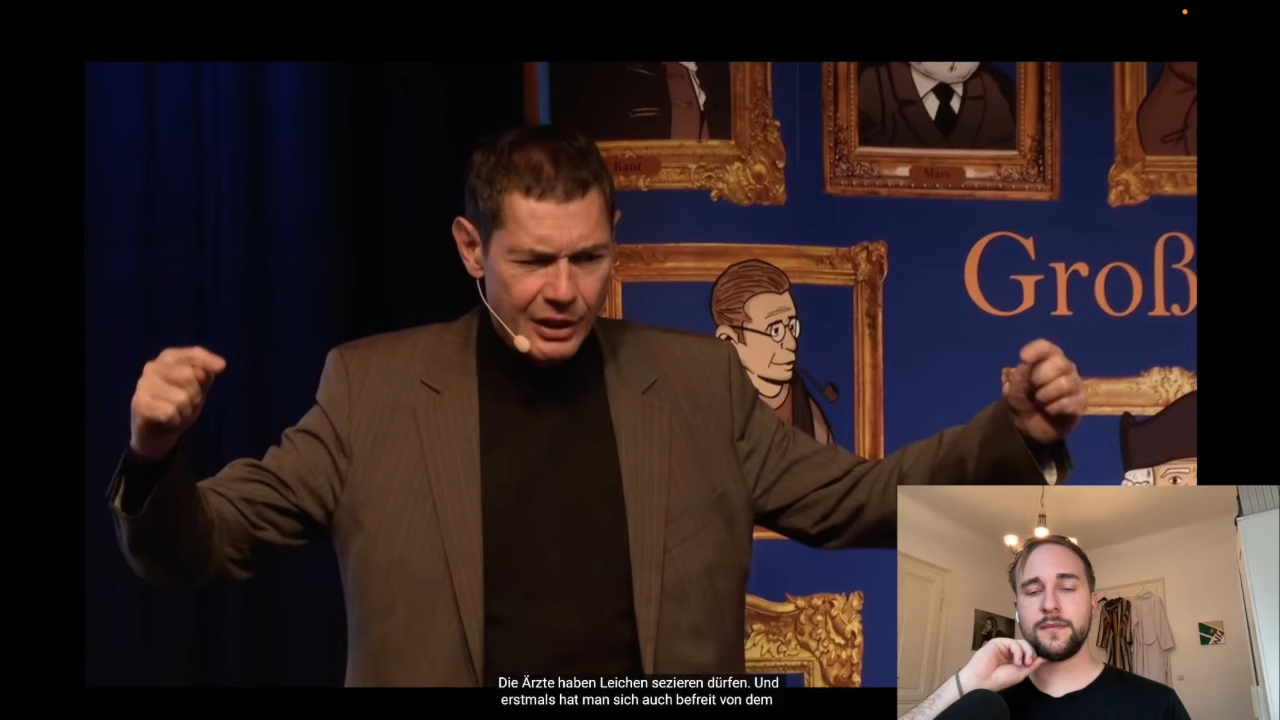 Kant
Marx
Groß
Die Ärzte haben Leichen sezieren dürfen. Und
erstmals hat man sich auch befreit von dem